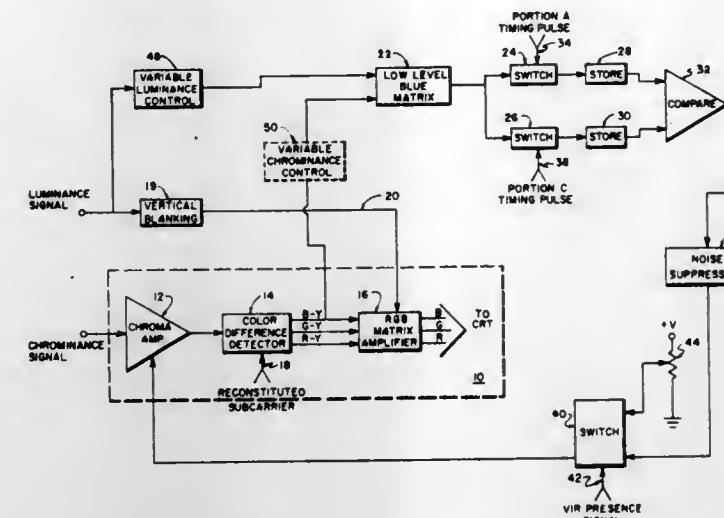 PORTION A
TIMING PULSE
34
48
VARIABLE
LUMINANCE
CONTROL
22
LOW LEVEL
BLUE MATRIX
24
SWITCH
28
STORE
32
COMPARE
26
SWITCH
30
STORE
38
PORTION C
TIMING PULSE
50
VARIABLE
CHROMINANCE
CONTROL
LUMINANCE
SIGNAL
19
VERTICAL
BLANKING
20
NOISE
12
CHROMA
AMP
14
COLOR
DIFFERENCE
DETECTOR
B-Y
G-Y
R-Y
16
RGB
MATRIX
AMPLIFIER
B
G
R
TO
CRT
CHROMINANCE
SIGNAL
18
RECONSTITUTED
SUBCARRIER
10
+V
44
40
SWITCH
42
VIR PRESENCE